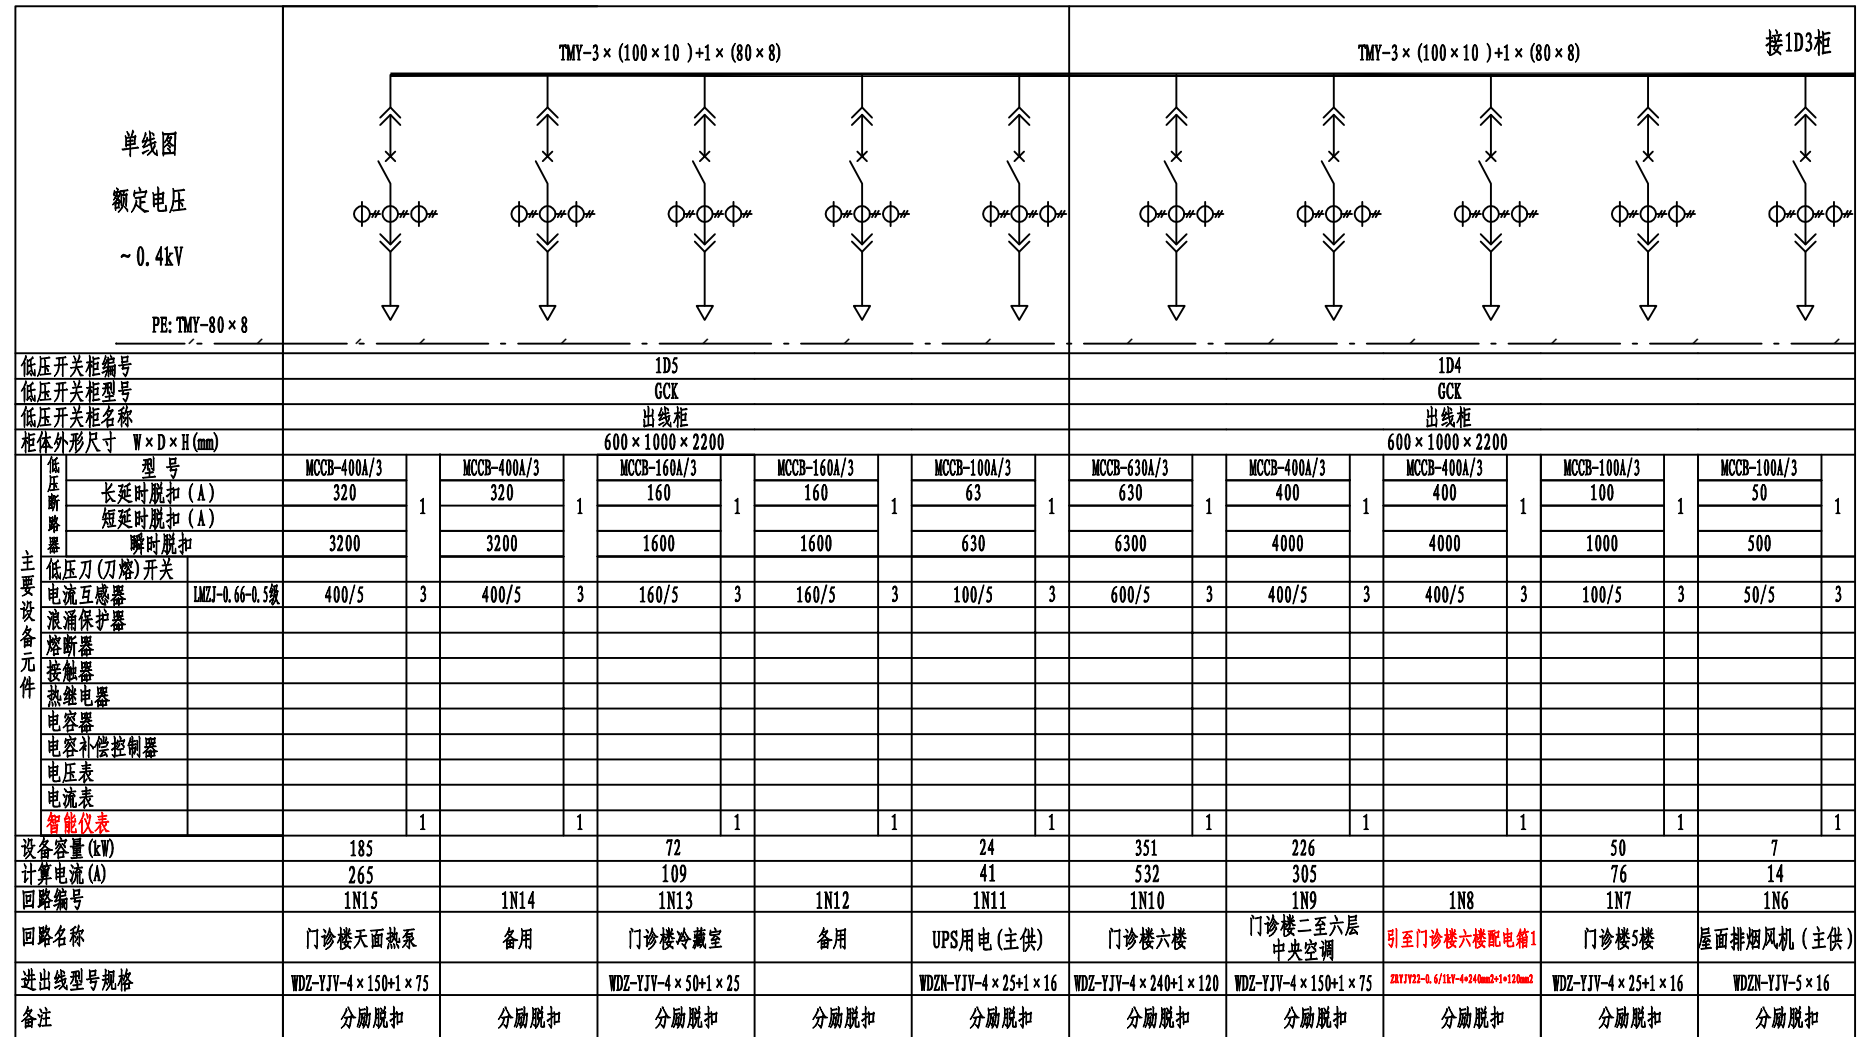 TMY-3×(100×10 )+1×(80×8)
TMY-3×(100×10 )+1×(80×8)
接1D3柜
单线图
额定电压
~0.4kV
PE:TMY-80×8
低压开关柜编号 1D5 1D4
低压开关柜型号 GCK GCK
低压开关柜名称 出线柜 出线柜
柜体外形尺寸 W×D×H(mm) 600×1000×2200 600×1000×2200
主要设备元件
低压断路器
型号 MCCB-400A/3 MCCB-400A/3 MCCB-160A/3 MCCB-160A/3 MCCB-100A/3 MCCB-630A/3 MCCB-400A/3 MCCB-400A/3 MCCB-100A/3 MCCB-100A/3
长延时脱扣(A) 320 320 160 160 63 630 400 400 100 50
1 1 1 1 1 1 1 1 1 1
短延时脱扣(A)
瞬时脱扣 3200 3200 1600 1600 630 6300 4000 4000 1000 500
低压刀(刀熔)开关
电流互感器 LMZJ-0.66-0.5级 400/5 3 400/5 3 160/5 3 160/5 3 100/5 3 600/5 3 400/5 3 400/5 3 100/5 3 50/5 3
浪涌保护器
熔断器
接触器
热继电器
电容器
电容补偿控制器
电压表
电流表
智能仪表 1 1 1 1 1 1 1 1 1 1
设备容量(kW) 185 72 24 351 226 50 7
计算电流(A) 265 109 41 532 305 76 14
回路编号 1N15 1N14 1N13 1N12 1N11 1N10 1N9 1N8 1N7 1N6
回路名称 门诊楼天面热泵 备用 门诊楼冷藏室 备用 UPS用电(主供) 门诊楼六楼 门诊楼二至六层 中央空调 引至门诊楼六楼配电箱1 门诊楼5楼 屋面排烟风机(主供)
进出线型号规格 WDZ-YJV-4×150+1×75 WDZ-YJV-4×50+1×25 WDZN-YJV-4×25+1×16 WDZ-YJV-4×240+1×120 WDZ-YJV-4×150+1×75 ZRYJV22-0.6/1kV-4*240mm2+1*120mm2 WDZ-YJV-4×25+1×16 WDZN-YJV-5×16
备注 分励脱扣 分励脱扣 分励脱扣 分励脱扣 分励脱扣 分励脱扣 分励脱扣 分励脱扣 分励脱扣 分励脱扣